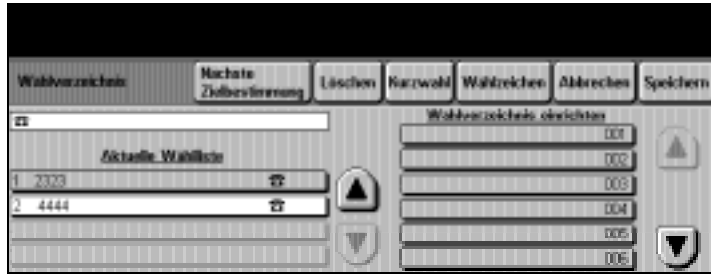 Wahlverzeichnis
Nächste
Zielbestimmung
Löschen
Kurzwahl
Wahlzeichen
Abbrechen
Speichern
☎
Aktuelle Wahlliste
1 2323 ☎
2 4444 ☎
Wahlverzeichnis einrichten
001
002
003
004
005
006